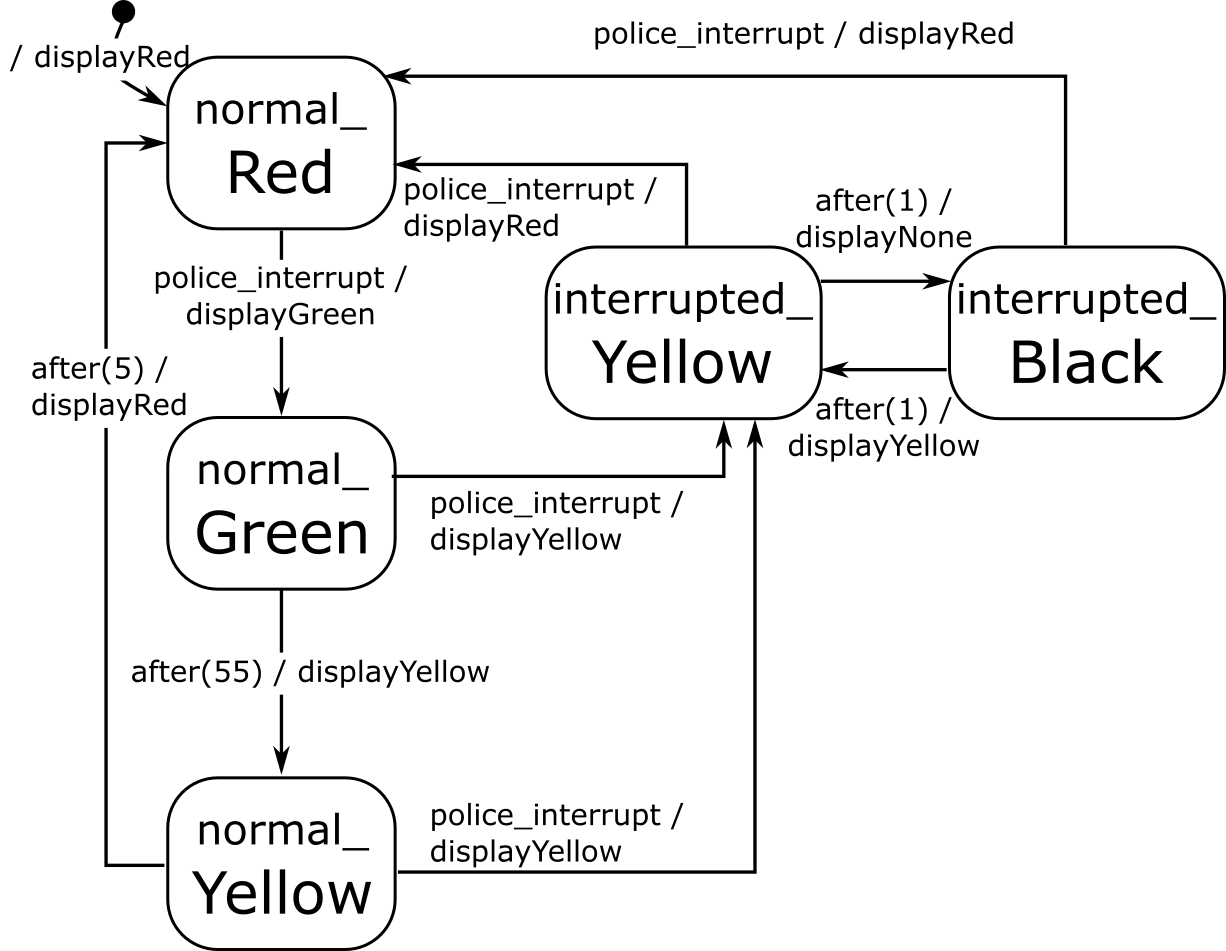 / displayRed
police_interrupt / displayRed
normal_
Red
police_interrupt /
displayRed
after(1) /
displayNone
police_interrupt /
displayGreen
interrupted_
Yellow
interrupted_
Black
after(5) /
displayRed
after(1) /
displayYellow
normal_
Green
police_interrupt /
displayYellow
after(55) / displayYellow
normal_
Yellow
police_interrupt /
displayYellow